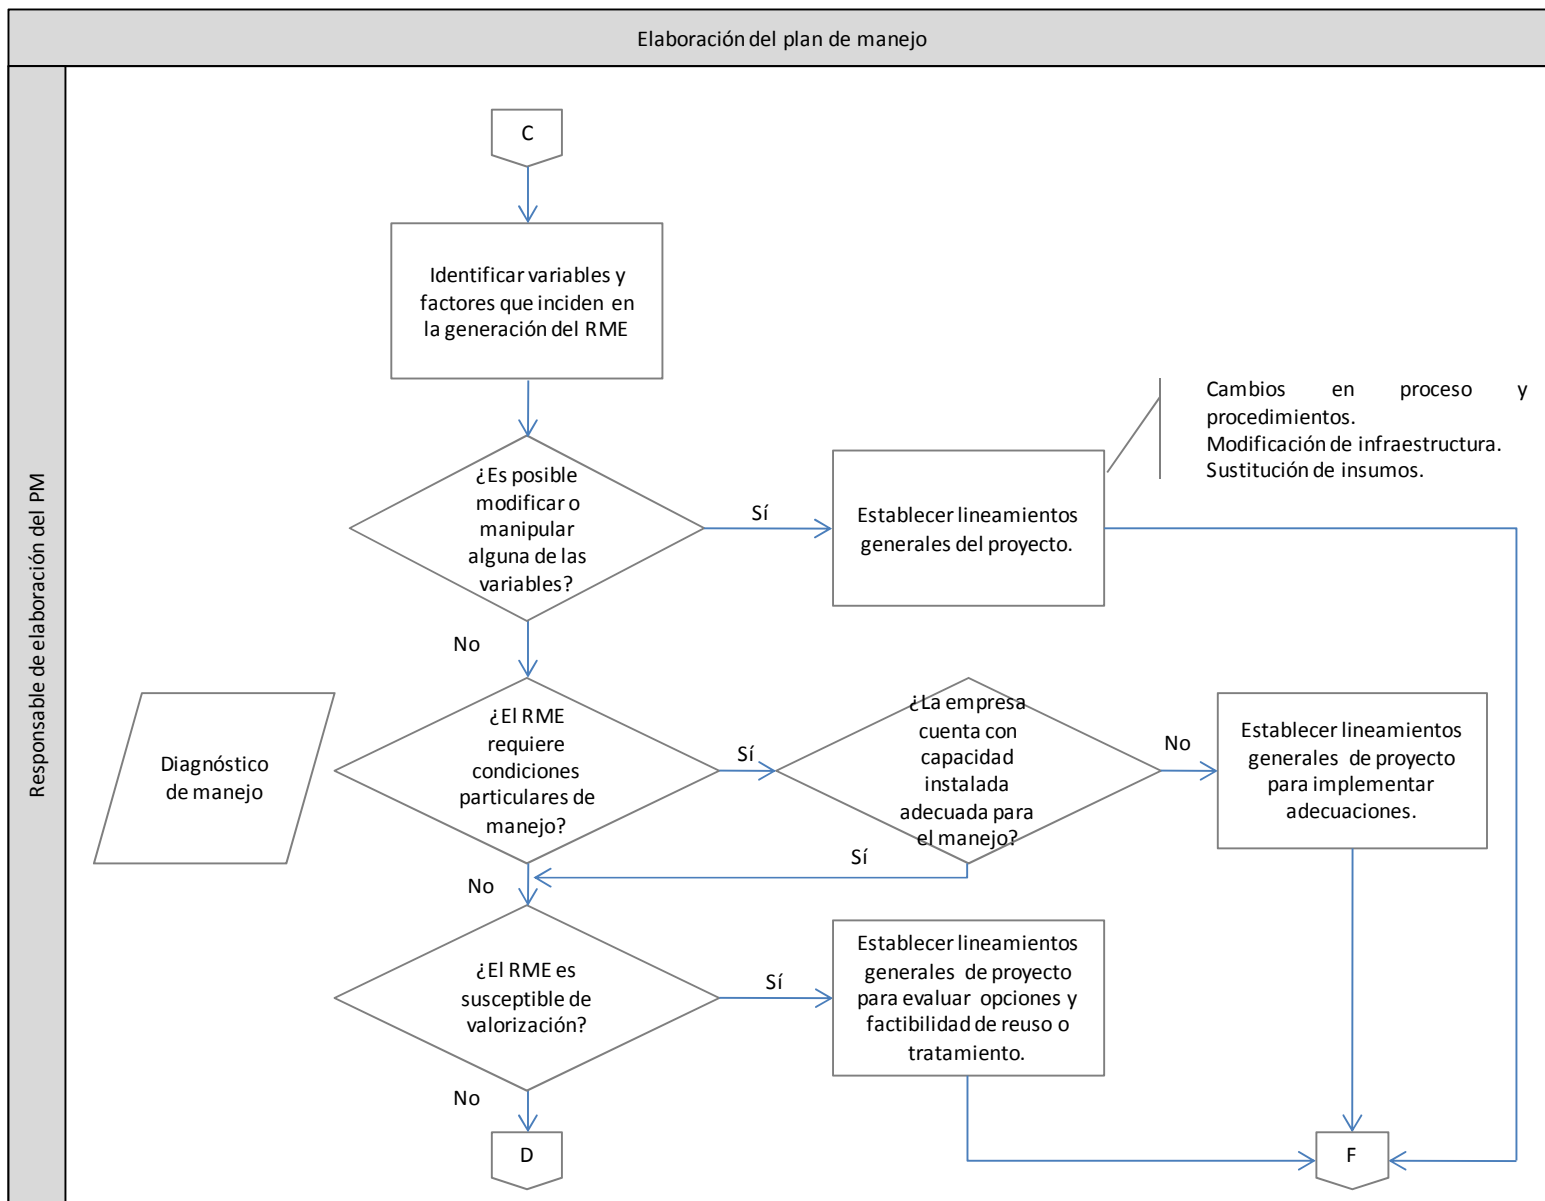 Elaboración del plan de manejo
Responsable de elaboración del PM
C
Identificar variables y
factores que inciden en
la generación del RME
¿Es posible
modificar o
manipular
alguna de las
variables?
Sí
Establecer lineamientos
generales del proyecto.
Cambios en proceso y
procedimientos.
Modificación de infraestructura.
Sustitución de insumos.
No
Diagnóstico
de manejo
¿El RME
requiere
condiciones
particulares de
manejo?
Sí
¿La empresa
cuenta con
capacidad
instalada
adecuada para
el manejo?
No
Establecer lineamientos
generales de proyecto
para implementar
adecuaciones.
Sí
No
¿El RME es
susceptible de
valorización?
Sí
Establecer lineamientos
generales de proyecto
para evaluar opciones y
factibilidad de reuso o
tratamiento.
No
D
F